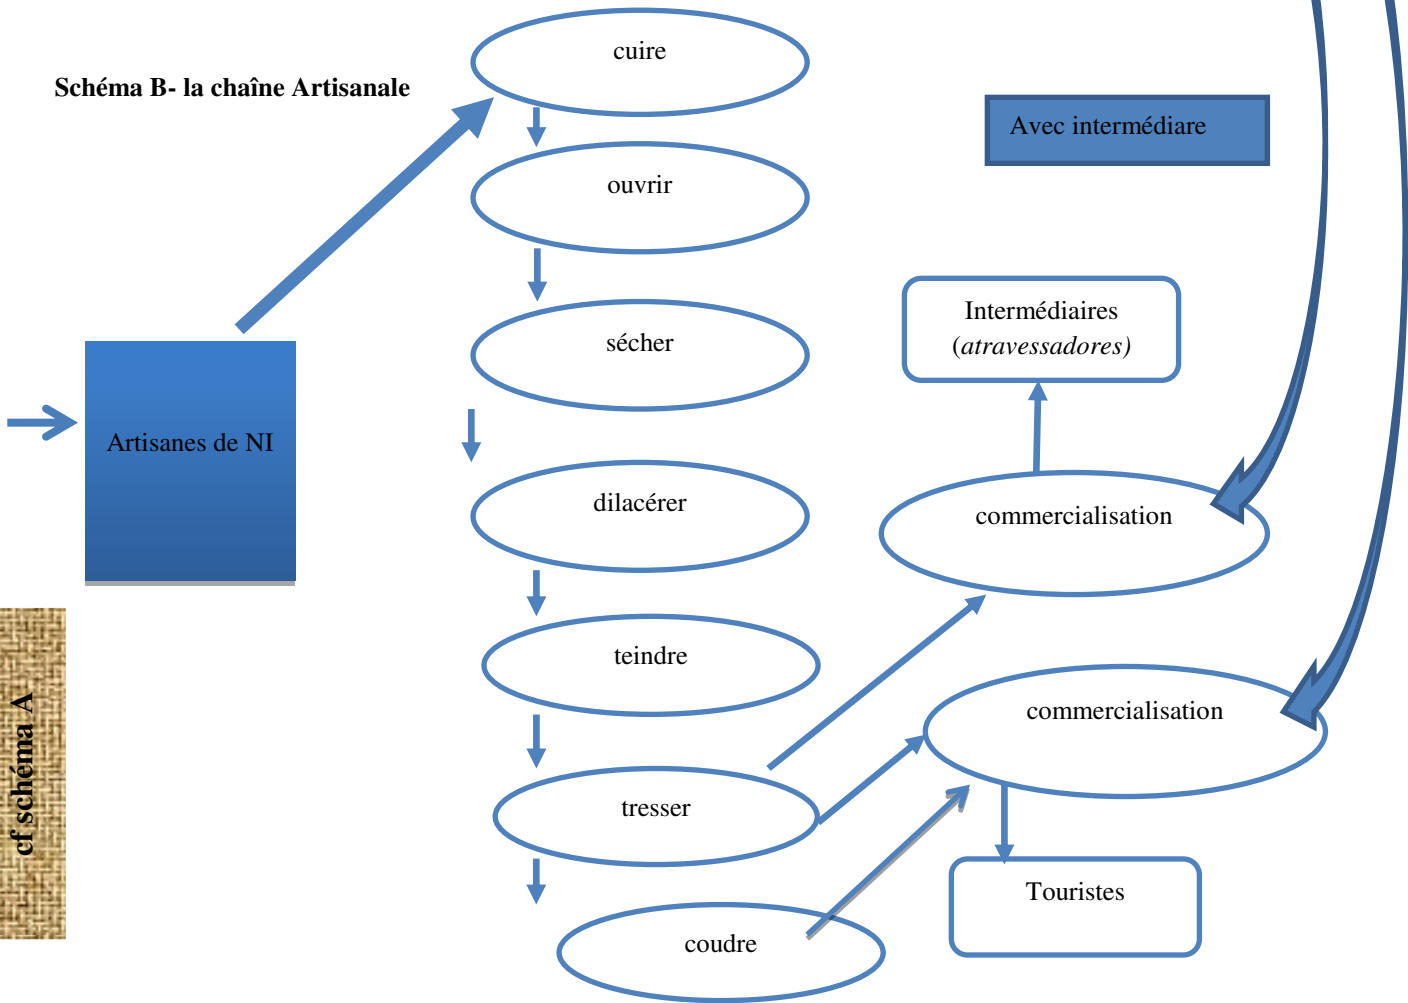 Schéma B- la chaîne Artisanale
cuire
ouvrir
sécher
dilacérer
teindre
tresser
coudre
Artisanes de NI
cf schéma A
Avec intermédiare
Intermédiaires
(atravessadores)
commercialisation
commercialisation
Touristes